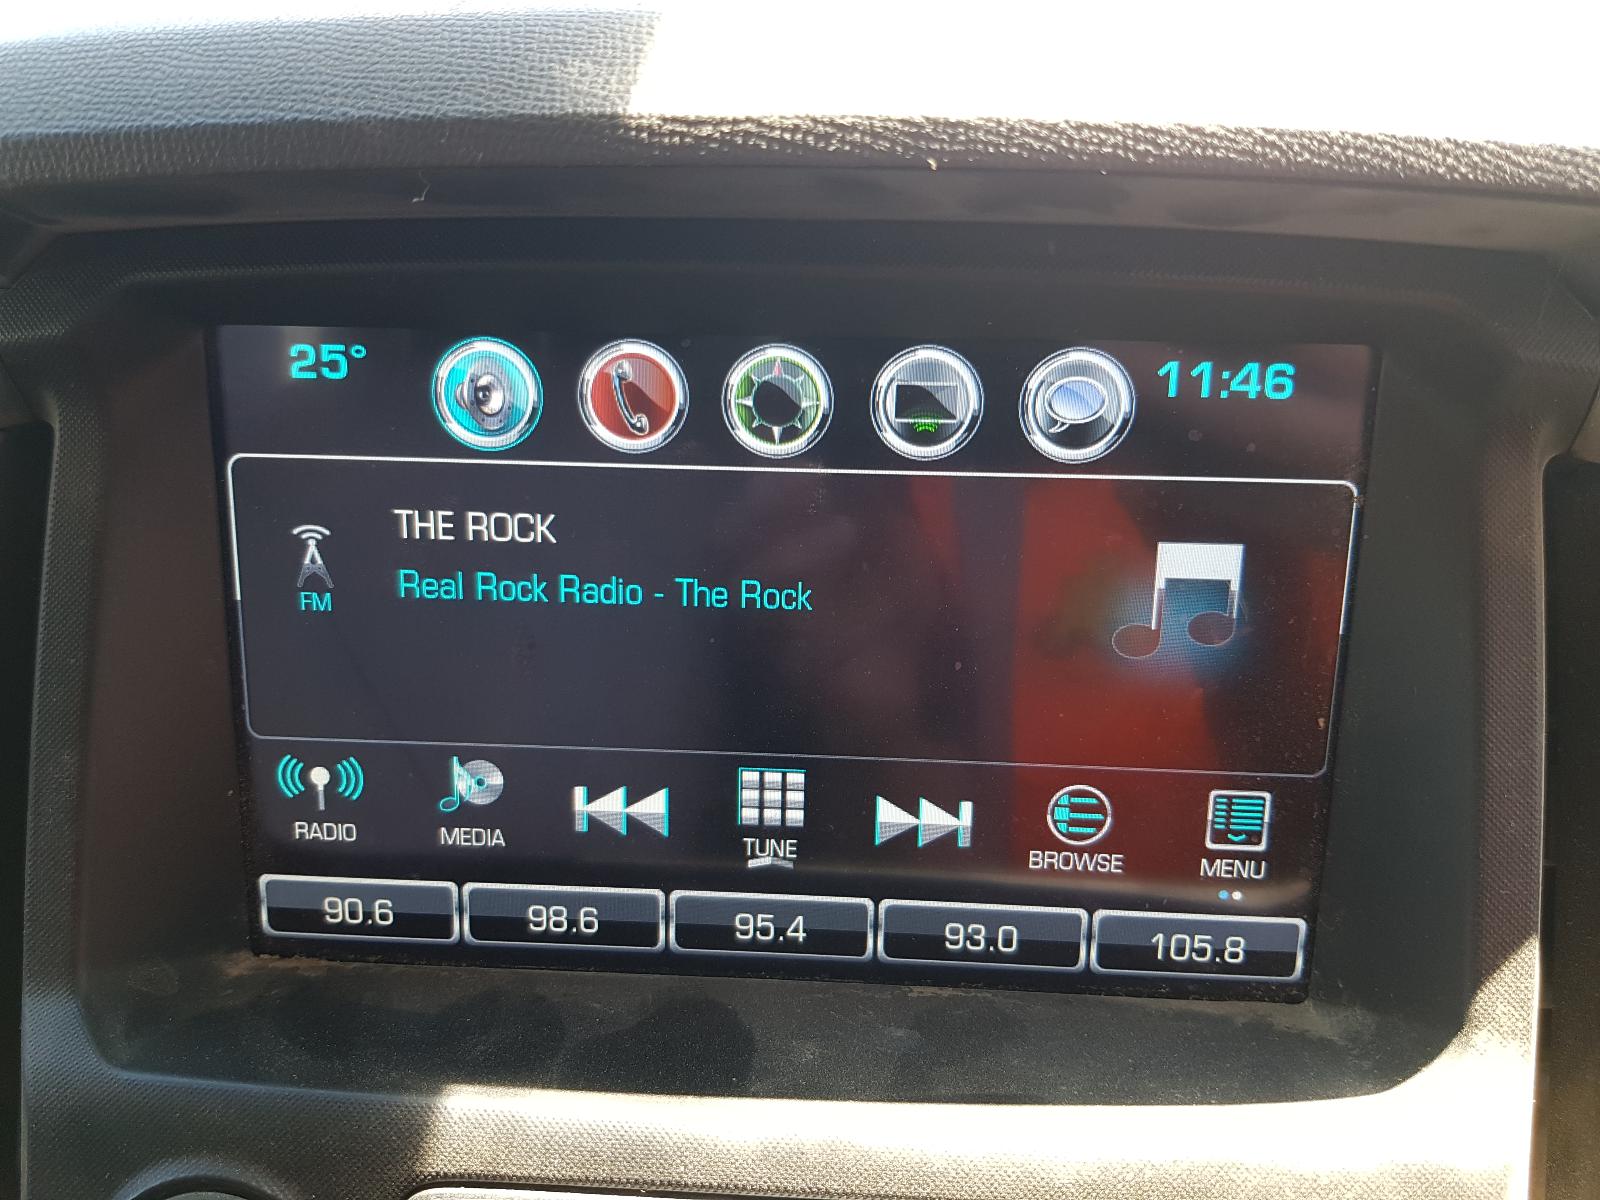 25° 11:46
THE ROCK
FM
Real Rock Radio - The Rock
RADIO MEDIA TUNE BROWSE MENU
90.6 98.6 95.4 93.0 105.8